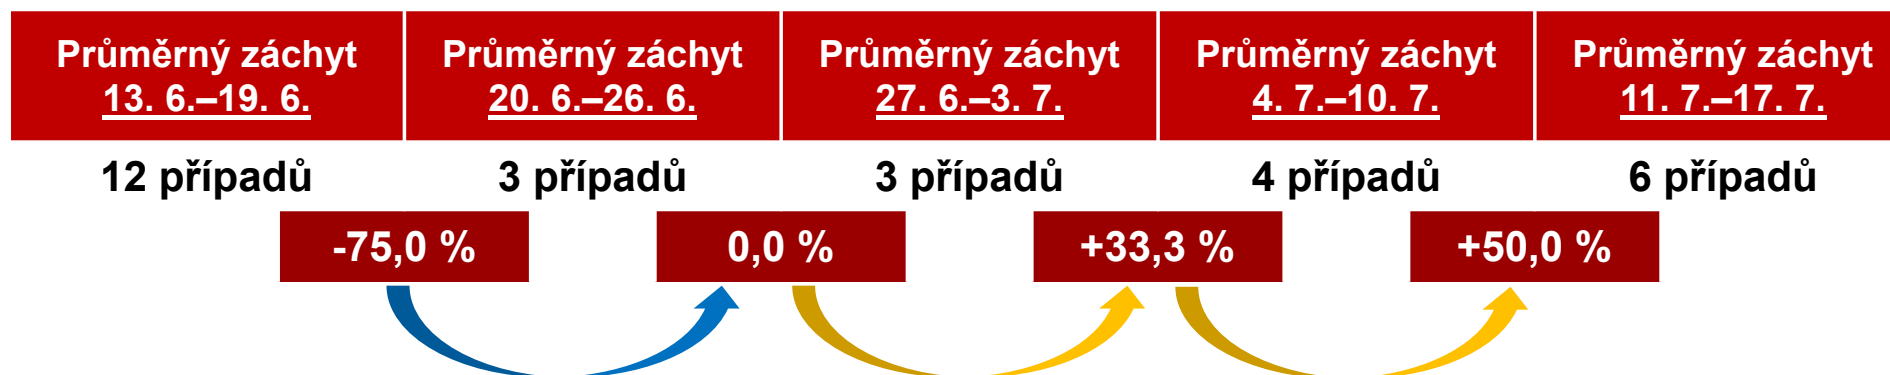 Průměrný záchyt
13. 6.–19. 6.
Průměrný záchyt
20. 6.–26. 6.
Průměrný záchyt
27. 6.–3. 7.
Průměrný záchyt
4. 7.–10. 7.
Průměrný záchyt
11. 7.–17. 7.
12 případů
3 případů
3 případů
4 případů
6 případů
-75,0 %
0,0 %
+33,3 %
+50,0 %